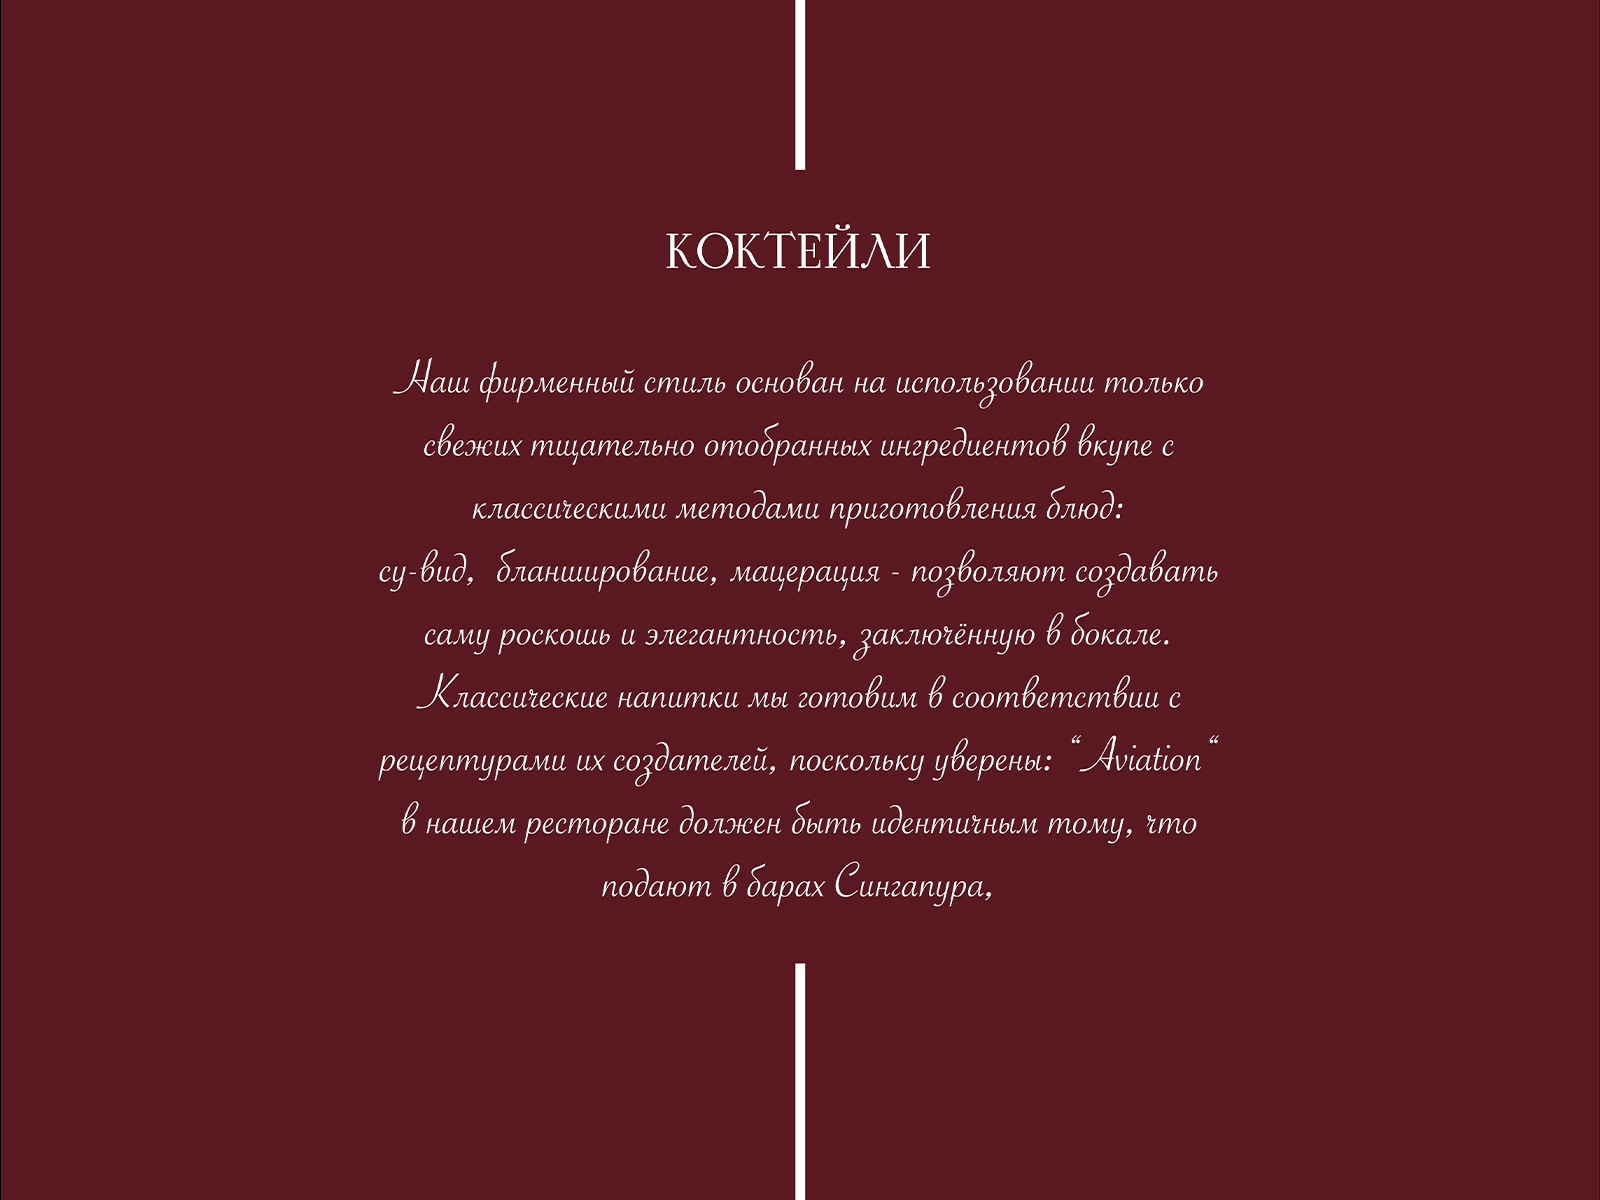 КОКТЕЙЛИ
Наш фирменный стиль основан на использовании только
свежих тщательно отобранных ингредиентов вкупе с
классическими методами приготовления блюд:
су-вид,  бланширование, мацерация - позволяют создавать
саму роскошь и элегантность, заключённую в бокале.
Классические напитки мы готовим в соответствии с
рецептурами их создателей, поскольку уверены: “Aviation“
в нашем ресторане должен быть идентичным тому, что
подают в барах Сингапура,